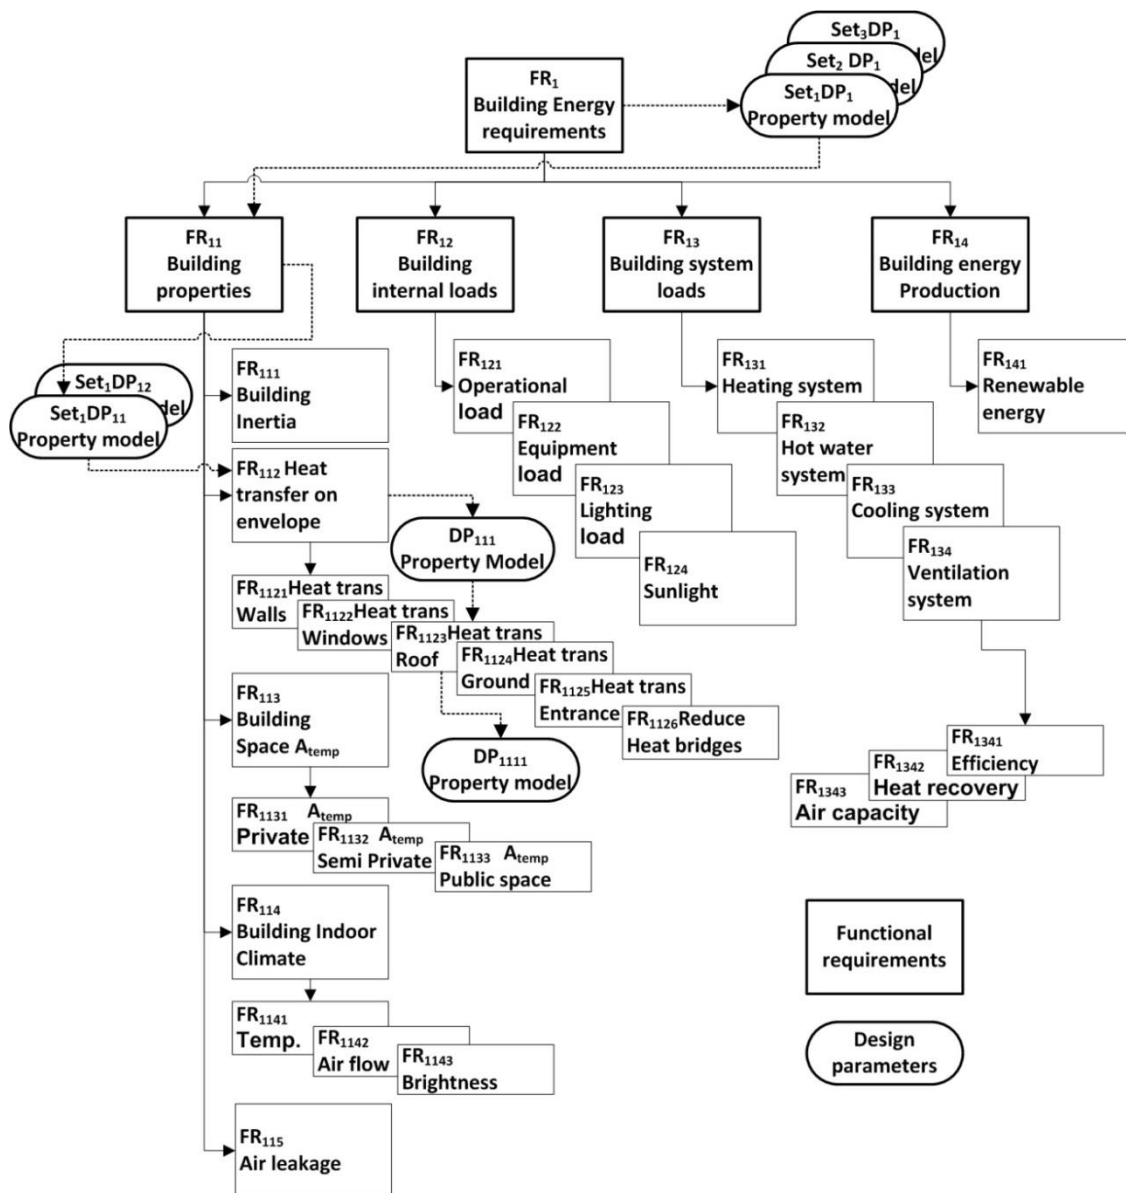 Set₃DP₁
del
Set₂ DP₁
del
Set₁DP₁
Property model
FR₁
Building Energy
requirements
FR₁₁
Building
properties
FR₁₂
Building
internal loads
FR₁₃
Building system
loads
FR₁₄
Building energy
Production
Set₁DP₁₂
del
Set₁DP₁₁
Property model
FR₁₁₁
Building
Inertia
FR₁₁₂ Heat
transfer on
envelope
DP₁₁₁
Property Model
FR₁₁₂₁Heat trans
Walls
FR₁₁₂₂Heat trans
Windows
FR₁₁₂₃Heat trans
Roof
FR₁₁₂₄Heat trans
Ground
FR₁₁₂₅Heat trans
Entrance
FR₁₁₂₆Reduce
Heat bridges
DP₁₁₁₁
Property model
FR₁₁₃
Building
Space Atemp
FR₁₁₃₁ Atemp
Private
FR₁₁₃₂ Atemp
Semi Private
FR₁₁₃₃ Atemp
Public space
FR₁₁₄
Building Indoor
Climate
FR₁₁₄₁
Temp.
FR₁₁₄₂
Air flow
FR₁₁₄₃
Brightness
FR₁₁₅
Air leakage
FR₁₂₁
Operational
load
FR₁₂₂
Equipment
load
FR₁₂₃
Lighting
load
FR₁₂₄
Sunlight
FR₁₃₁
Heating system
FR₁₃₂
Hot water
system
FR₁₃₃
Cooling system
FR₁₃₄
Ventilation
system
FR₁₃₄₁
Efficiency
FR₁₃₄₂
Heat recovery
FR₁₃₄₃
Air capacity
FR₁₄₁
Renewable
energy
Functional
requirements
Design
parameters